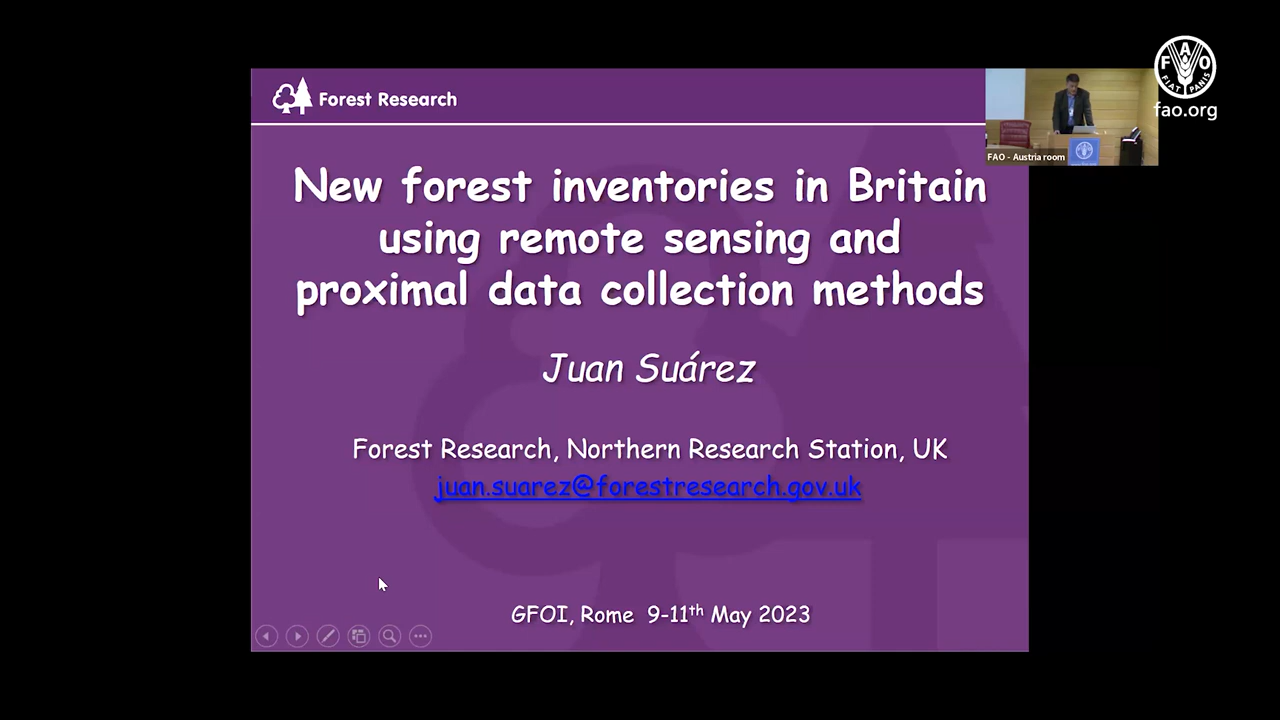 Forest Research
FAO
FIAT PANIS
fao.org
FAO - Austria room
New forest inventories in Britain
using remote sensing and
proximal data collection methods
Juan Suárez
Forest Research, Northern Research Station, UK
juan.suarez@forestresearch.gov.uk
GFOI, Rome 9-11th May 2023